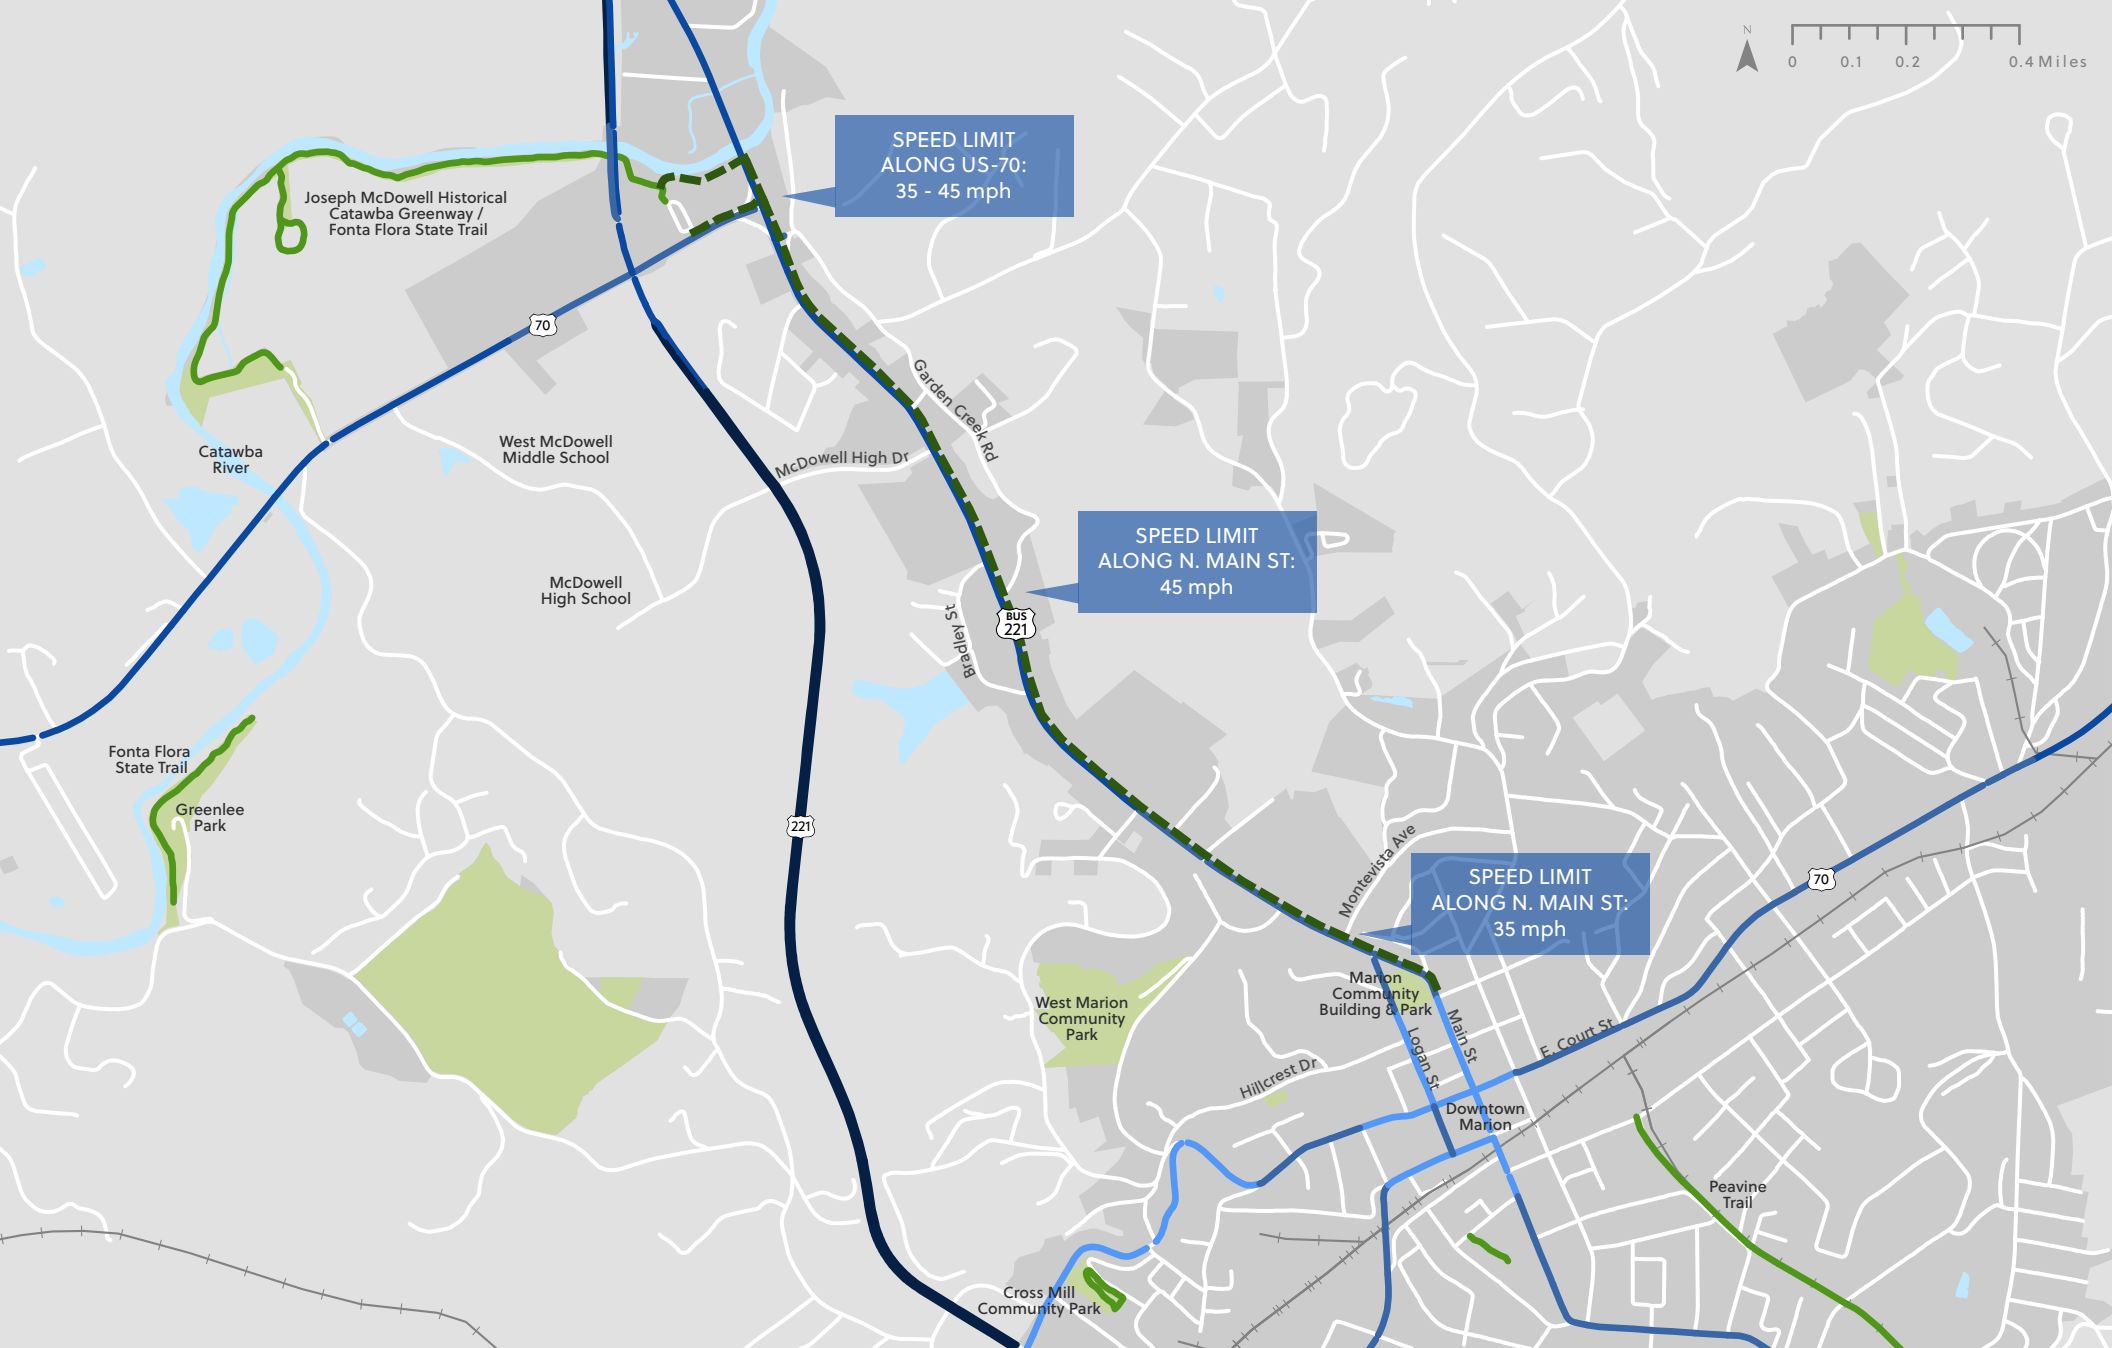 N
0 0.1 0.2 0.4 Miles
SPEED LIMIT
ALONG US-70:
35 - 45 mph
Joseph McDowell Historical
Catawba Greenway /
Fonta Flora State Trail
70
Garden Creek Rd
West McDowell
Middle School
McDowell High Dr
Catawba
River
SPEED LIMIT
ALONG N. MAIN ST:
45 mph
McDowell
High School
BUS
221
Bradley St
Fonta Flora
State Trail
Greenlee
Park
221
Montevista Ave
SPEED LIMIT
ALONG N. MAIN ST:
35 mph
70
Marion
Community
Building & Park
West Marion
Community
Park
Main St
Logan St
E. Court St
Hillcrest Dr
Downtown
Marion
Peavine
Trail
Cross Mill
Community Park